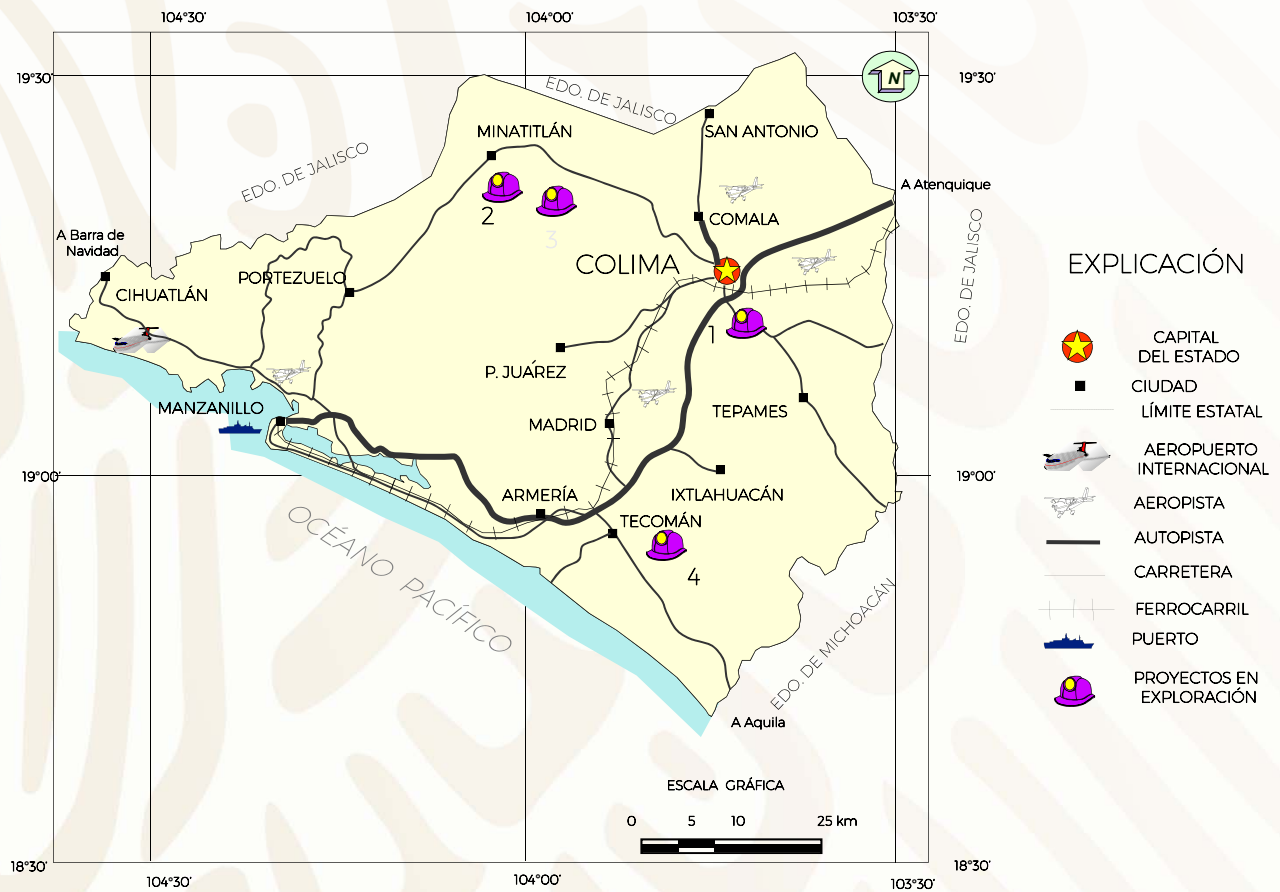 104°30'
104°00'
103°30'
19°30'
19°30'
N
EDO. DE JALISCO
MINATITLÁN
SAN ANTONIO
EDO. DE JALISCO
A Atenquique
2
3
COMALA
A Barra de
Navidad
EDO. DE JALISCO
COLIMA
PORTEZUELO
CIHUATLÁN
1
P. JUÁREZ
MANZANILLO
TEPAMES
MADRID
19°00'
19°00'
ARMERÍA
IXTLAHUACÁN
TECOMÁN
4
OCÉANO PACÍFICO
EDO. DE MICHOACÁN
A Aquila
ESCALA GRÁFICA
0 5 10 25 km
18°30'
18°30'
104°30'
104°00'
103°30'
EXPLICACIÓN
CAPITAL
DEL ESTADO
CIUDAD
LÍMITE ESTATAL
AEROPUERTO
INTERNACIONAL
AEROPISTA
AUTOPISTA
CARRETERA
FERROCARRIL
PUERTO
PROYECTOS EN
EXPLORACIÓN